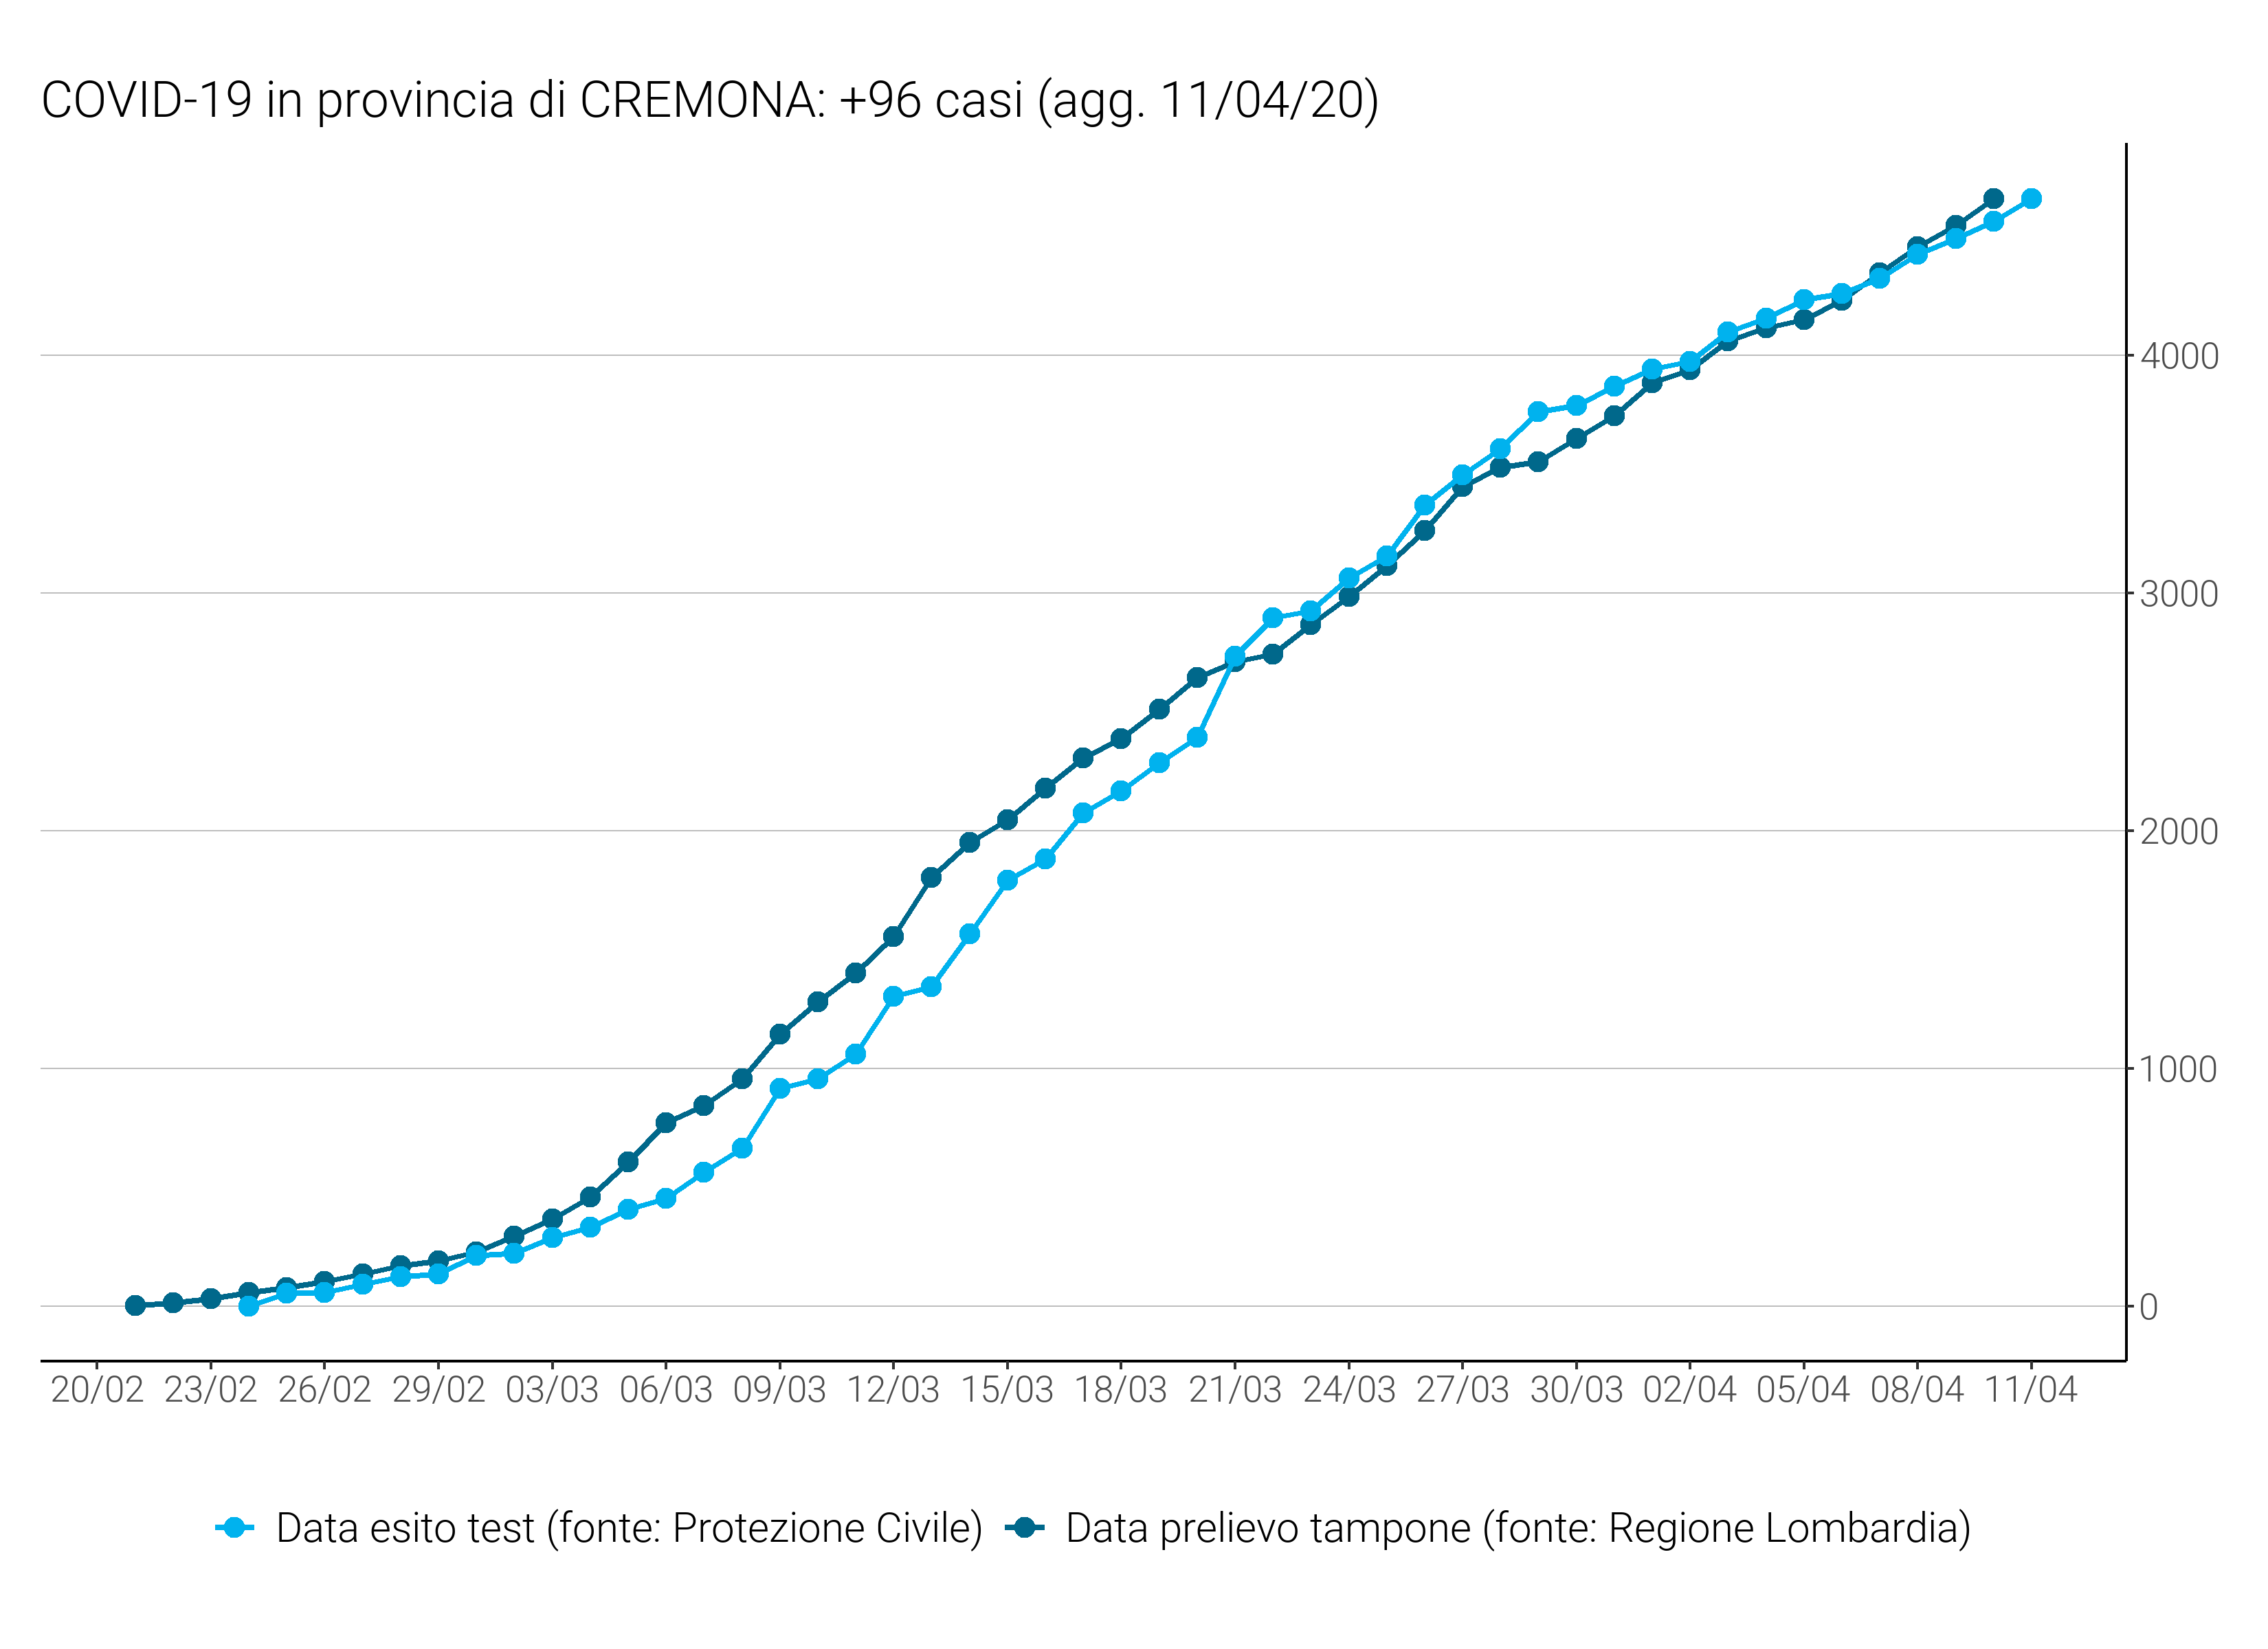 COVID-19 in provincia di CREMONA: +96 casi (agg. 11/04/20)
4000
3000
2000
1000
0
20/02 23/02 26/02 29/02 03/03 06/03 09/03 12/03 15/03 18/03 21/03 24/03 27/03 30/03 02/04 05/04 08/04 11/04
Data esito test (fonte: Protezione Civile) Data prelievo tampone (fonte: Regione Lombardia)